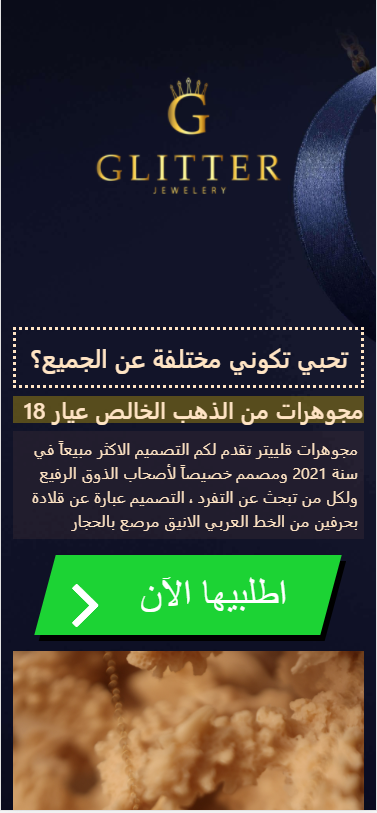 G
GLITTER
JEWELERY
تحبي تكوني مختلفة عن الجميع؟
مجوهرات من الذهب الخالص عيار 18
مجوهرات قلييتر تقدم لكم التصميم الاكثر مبيعاً في
سنة 2021 ومصمم خصيصاً لأصحاب الذوق الرفيع
ولكل من تبحث عن التفرد ، التصميم عبارة عن قلادة
بحرفين من الخط العربي الانيق مرصع بالحجار
اطلبيها الآن